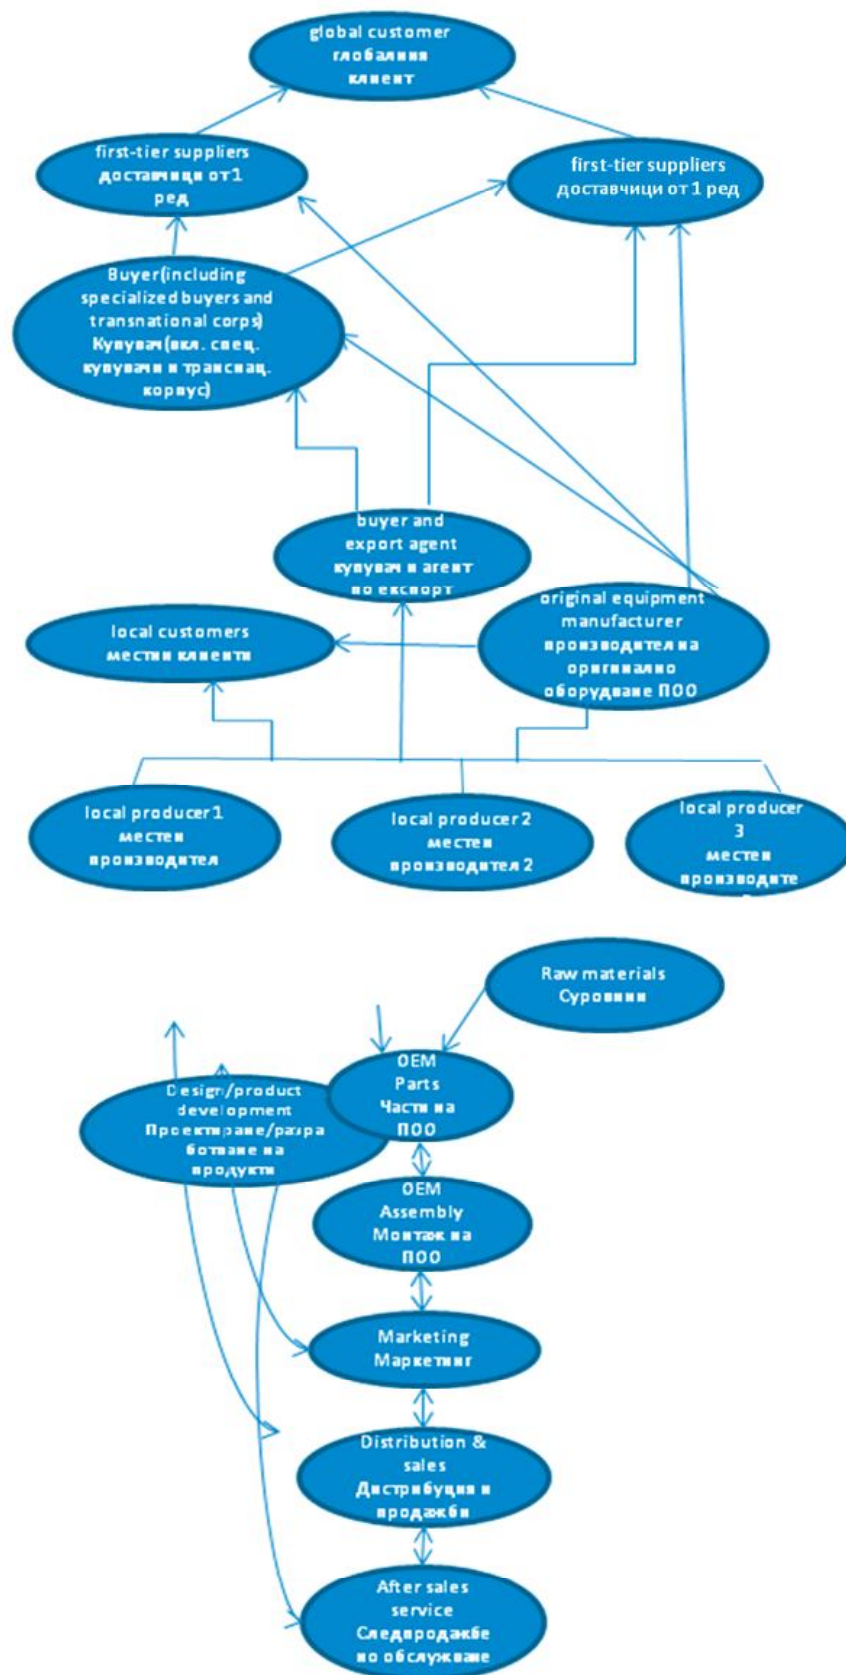 global customer
глобалния
клиент
first-tier suppliers
доставчици от 1
ред
first-tier suppliers
доставчици от 1 ред
Buyer(including
specialized buyers and
transnational corps)
Купувач(вкл. спец.
купувачи и транснац.
корпус)
buyer and
export agent
купувач и агент
по експорт
local customers
местни клиенти
original equipment
manufacturer
производител на
оригинално
оборудване ПОО
local producer 1
местен
производител
local producer 2
местен
производител 2
local producer
3
местен
производите
Raw materials
Суровини
OEM
Parts
Части на
ПОО
Design/product
development
Проектиране/разра
ботване на
продукти
OEM
Assembly
Монтаж на
ПОО
Marketing
Маркетинг
Distribution &
sales
Дистрибуция и
продажби
After sales
service
Следпродажбе
но обслужване